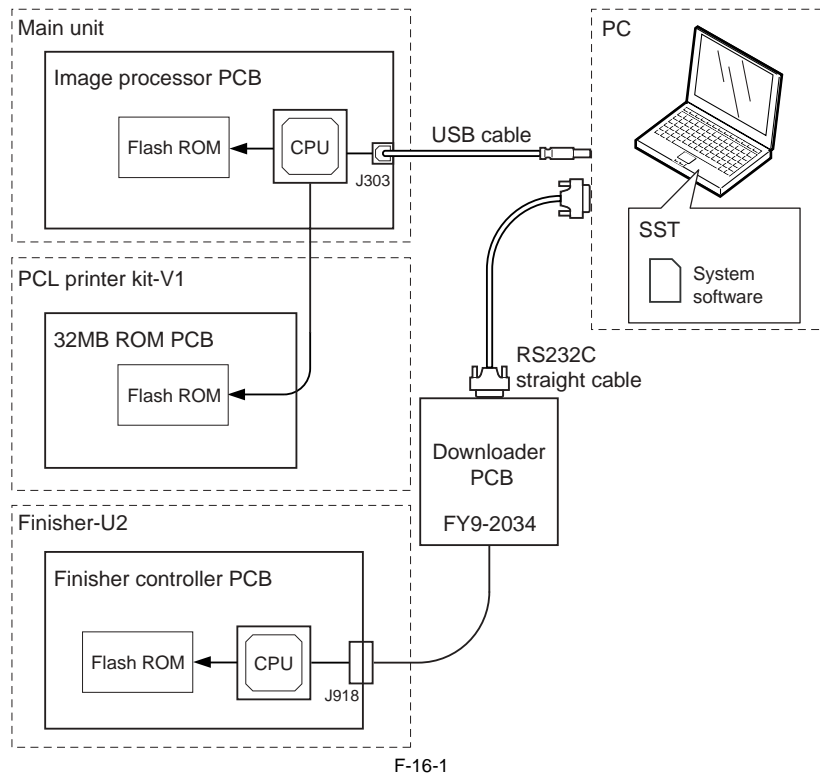 Main unit
Image processor PCB
Flash ROM
CPU
J303
USB cable
PC
SST
System
software
PCL printer kit-V1
32MB ROM PCB
Flash ROM
RS232C
straight cable
Downloader
PCB
FY9-2034
Finisher-U2
Finisher controller PCB
Flash ROM
CPU
J918
F-16-1